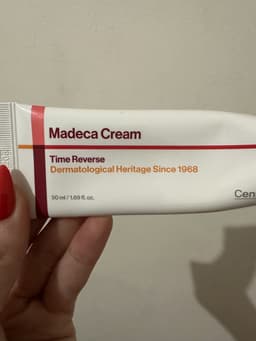 Madeca Cream
Time Reverse
Dermatological Heritage Since 1968
50 ml / 1.69 fl. oz.
Cen